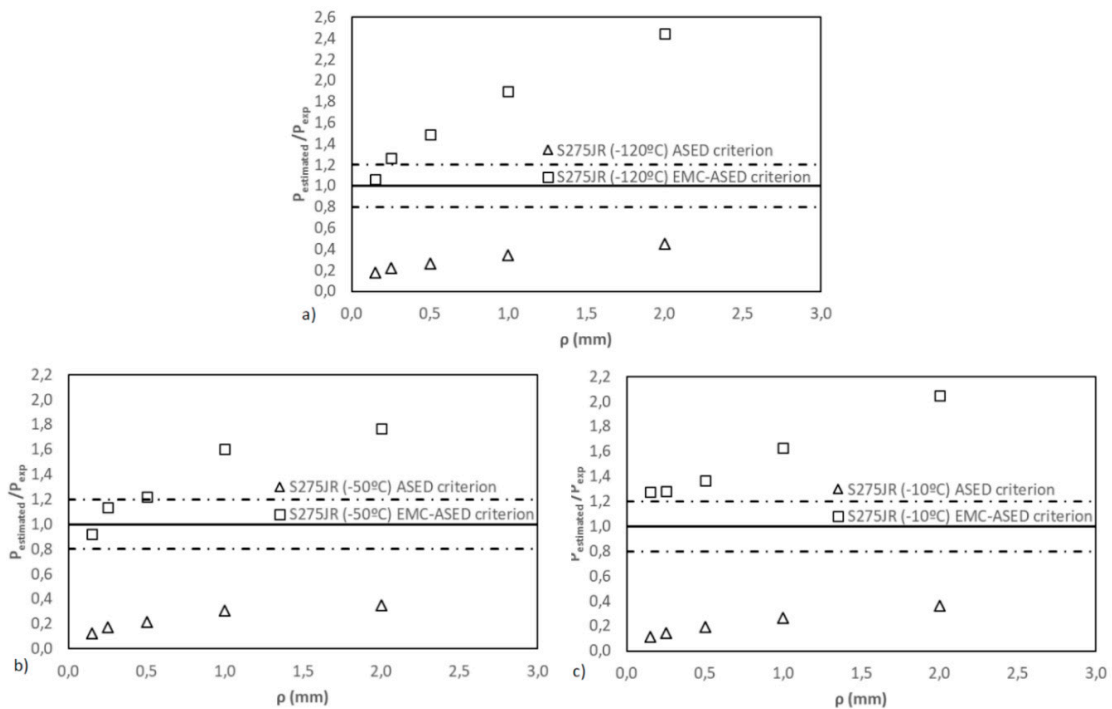 P estimated /P exp
2,6
2,4
2,2
2,0
1,8
1,6
1,4
1,2
1,0
0,8
0,6
0,4
0,2
0,0
S275JR (-120ºC) ASED criterion
S275JR (-120ºC) EMC-ASED criterion
0,0 0,5 1,0 1,5 2,0 2,5 3,0
a)
ρ (mm)
P estimated /P exp
2,2
2,0
1,8
1,6
1,4
1,2
1,0
0,8
0,6
0,4
0,2
0,0
S275JR (-50ºC) ASED criterion
S275JR (-50ºC) EMC-ASED criterion
0,0 0,5 1,0 1,5 2,0 2,5 3,0
b)
ρ (mm)
P estimated /P exp
2,2
2,0
1,8
1,6
1,4
1,2
1,0
0,8
0,6
0,4
0,2
0,0
S275JR (-10ºC) ASED criterion
S275JR (-10ºC) EMC-ASED criterion
0,0 0,5 1,0 1,5 2,0 2,5 3,0
c)
ρ (mm)